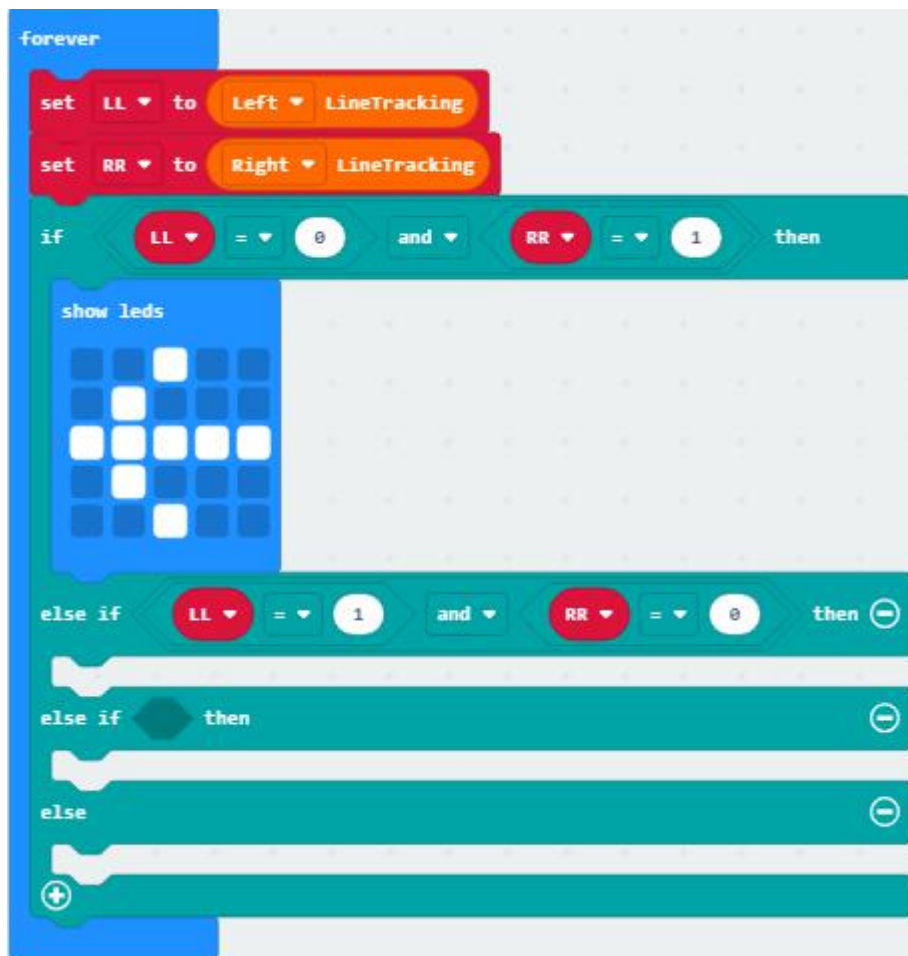 forever
set LL to Left LineTracking
set RR to Right LineTracking
if LL = 0 and RR = 1 then
show leds
else if LL = 1 and RR = 0 then
else if then
else